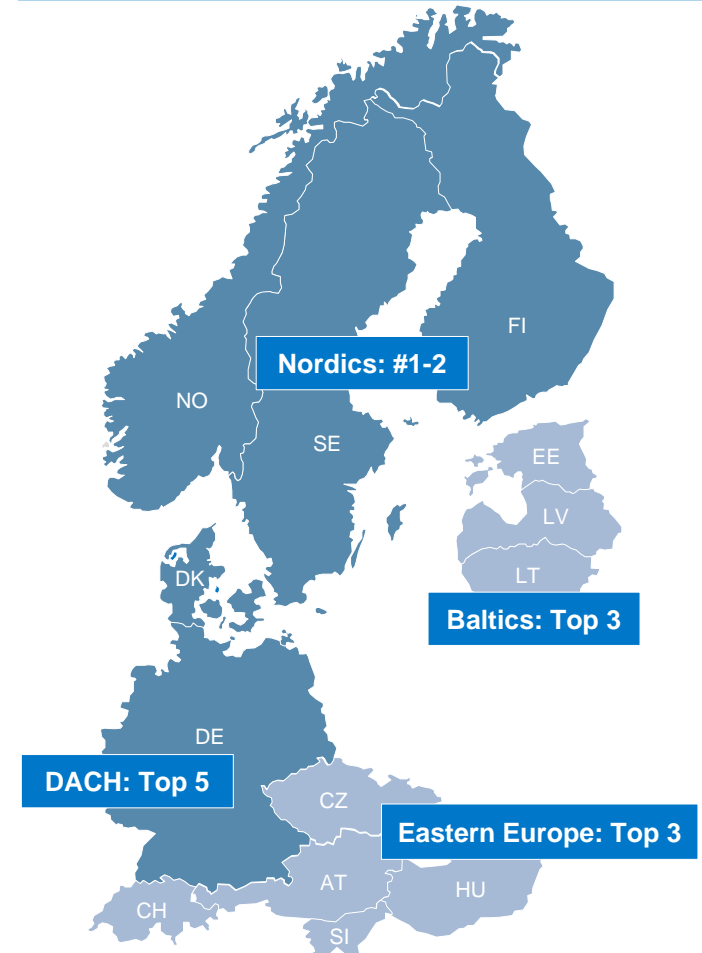 FI
Nordics: #1-2
NO
SE
EE
LV
DK
LT
Baltics: Top 3
DE
DACH: Top 5
CZ
Eastern Europe: Top 3
AT
HU
CH
SI